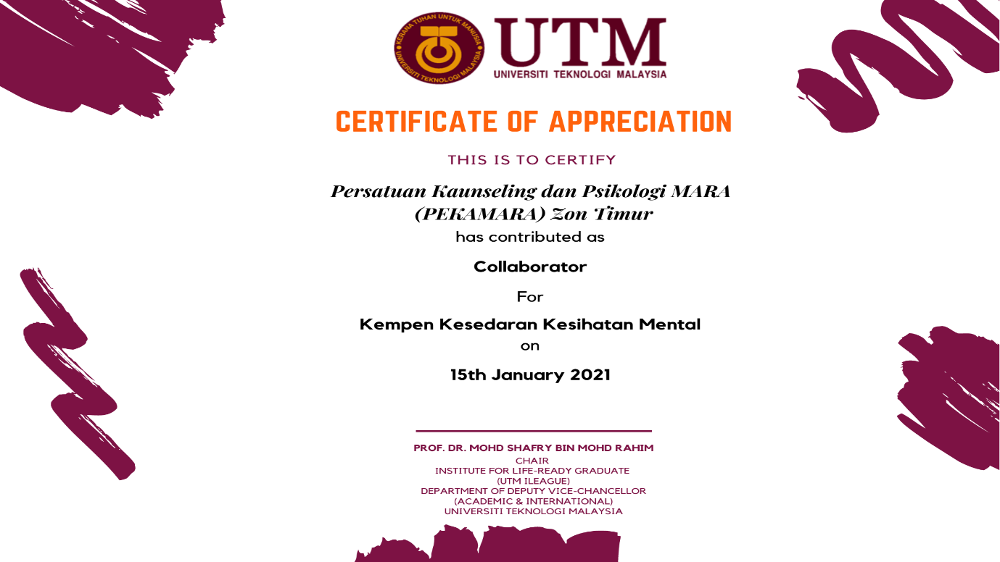 KERANA TUHAN UNTUK MANUSIA
UNIVERSITI TEKNOLOGI MALAYSIA
UTM
UNIVERSITI TEKNOLOGI MALAYSIA
CERTIFICATE OF APPRECIATION
THIS IS TO CERTIFY
Persatuan Kaunseling dan Psikologi MARA
(PEKAMARA) Zon Timur
has contributed as
Collaborator
For
Kempen Kesedaran Kesihatan Mental
on
15th January 2021
PROF. DR. MOHD SHAFRY BIN MOHD RAHIM
CHAIR
INSTITUTE FOR LIFE-READY GRADUATE
(UTM ILEAGUE)
DEPARTMENT OF DEPUTY VICE-CHANCELLOR
(ACADEMIC & INTERNATIONAL)
UNIVERSITI TEKNOLOGI MALAYSIA